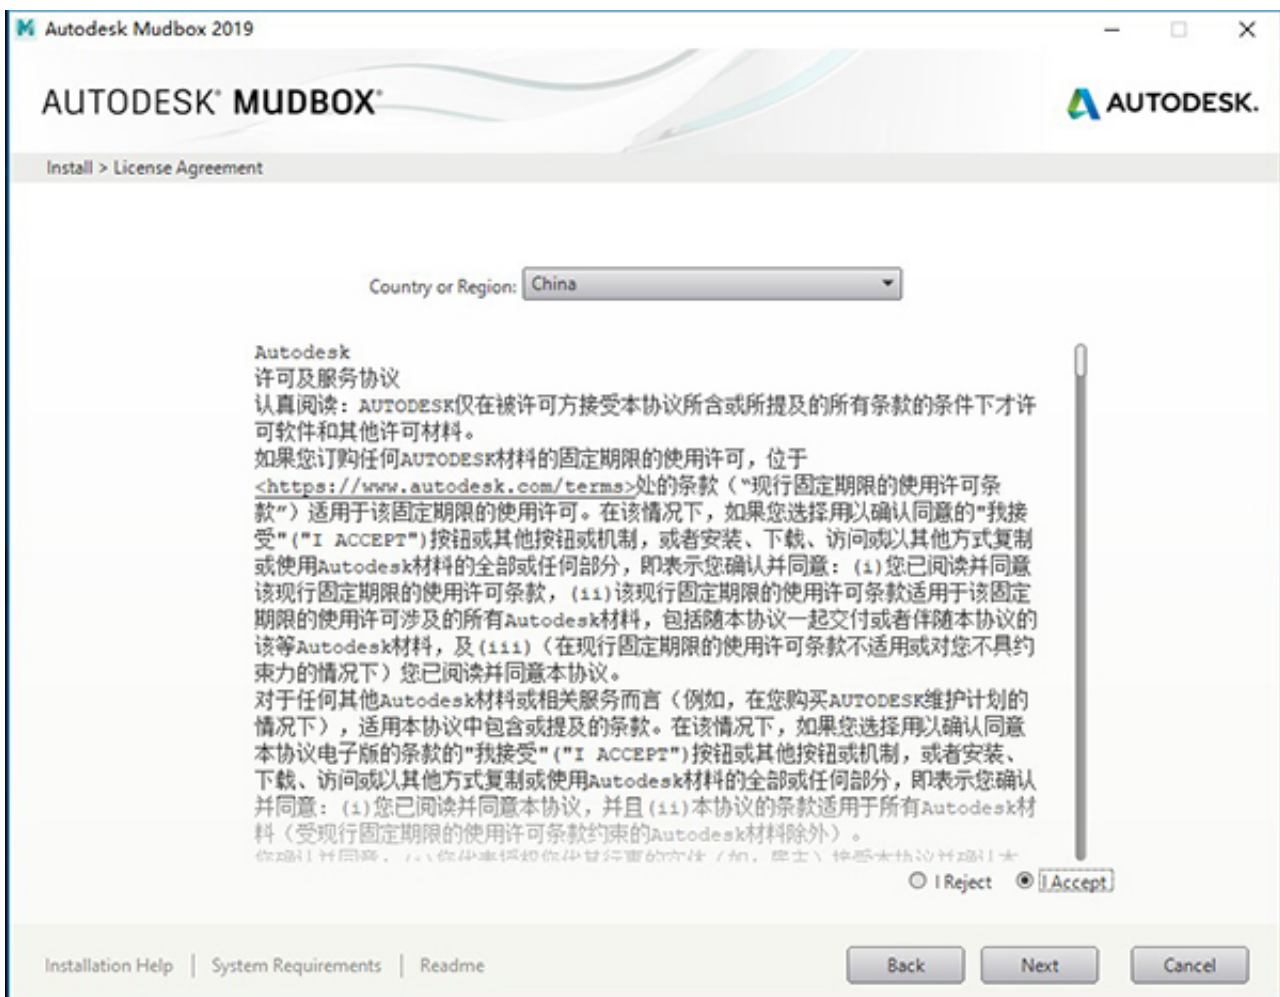 Autodesk Mudbox 2019
AUTODESK® MUDBOX®
AUTODESK.
Install > License Agreement
Country or Region: China
Autodesk
许可及服务协议
认真阅读：AUTODESK仅在被许可方接受本协议所含或所提及的所有条款的条件下才许
可软件和其他许可材料。
如果您订购任何AUTODESK材料的固定期限的使用许可，位于
<https://www.autodesk.com/terms>处的条款（“现行固定期限的使用许可条
款”）适用于该固定期限的使用许可。在该情况下，如果您选择用以确认同意的"我接
受"("I ACCEPT")按钮或其他按钮或机制，或者安装、下载、访问或以其他方式复制
或使用Autodesk材料的全部或任何部分，即表示您确认并同意：(i)您已阅读并同意
该现行固定期限的使用许可条款，(ii)该现行固定期限的使用许可条款适用于该固定
期限的使用许可涉及的所有Autodesk材料，包括随本协议一起交付或者伴随本协议的
该等Autodesk材料，及(iii)（在现行固定期限的使用许可条款不适用或对您不具约
束力的情况下）您已阅读并同意本协议。
对于任何其他Autodesk材料或相关服务而言（例如，在您购买AUTODESK维护计划的
情况下），适用本协议中包含或提及的条款。在该情况下，如果您选择用以确认同意
本协议电子版的条款的"我接受"("I ACCEPT")按钮或其他按钮或机制，或者安装、
下载、访问或以其他方式复制或使用Autodesk材料的全部或任何部分，即表示您确认
并同意：(i)您已阅读并同意本协议，并且(ii)本协议的条款适用于所有Autodesk材
料（受现行固定期限的使用许可条款约束的Autodesk材料除外）。
I Reject I Accept
Installation Help | System Requirements | Readme
Back Next Cancel